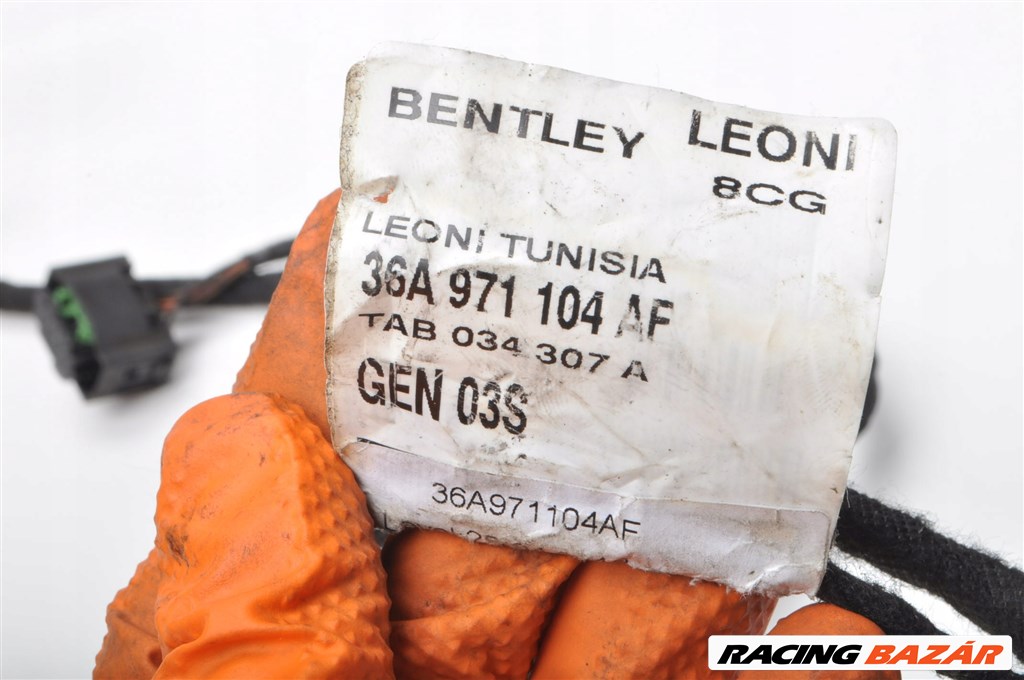 BENTLEY LEONI
8CG
LEONI TUNISIA
36A 971 104 AF
TAB 034 307 A
GEN 03S
36A971104AF
RACING BAZÁR